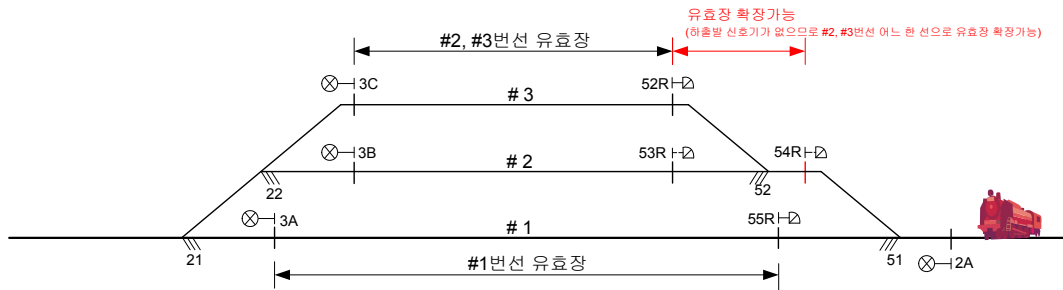 유효장 확장가능
(하출발 신호기가 없으므로 #2, #3번선 어느 한 선으로 유효장 확장가능)
#2, #3번선 유효장
3C
52R
# 3
3B
53R
54R
# 2
22
52
3A
55R
# 1
21
51
2A
#1번선 유효장